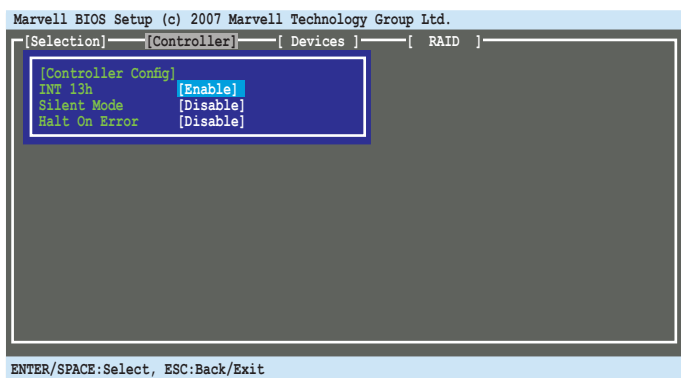 Marvell BIOS Setup (c) 2007 Marvell Technology Group Ltd.
[Selection] [Controller] [ Devices ] [ RAID ]
[Controller Config]
INT 13h [Enable]
Silent Mode [Disable]
Halt On Error [Disable]
ENTER/SPACE:Select, ESC:Back/Exit